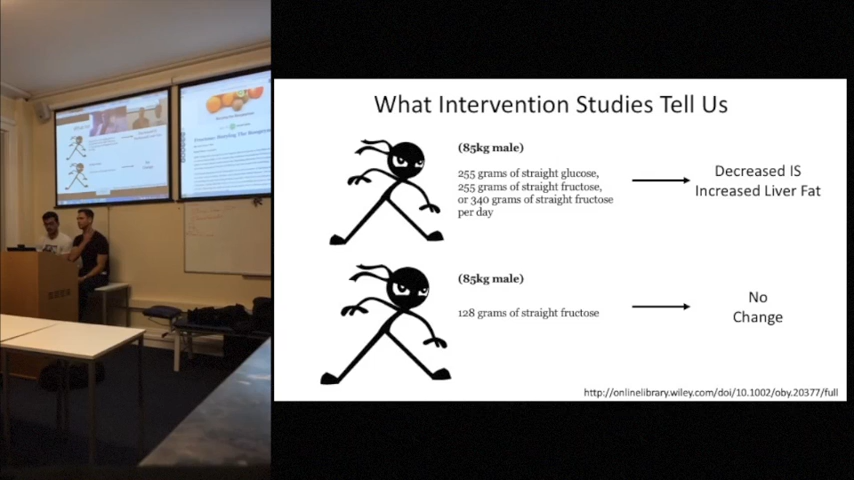 What Intervention Studies Tell Us
(85kg male)
255 grams of straight glucose,
255 grams of straight fructose,
or 340 grams of straight fructose
per day
Decreased IS
Increased Liver Fat
(85kg male)
128 grams of straight fructose
No
Change
http://onlinelibrary.wiley.com/doi/10.1002/oby.20377/full